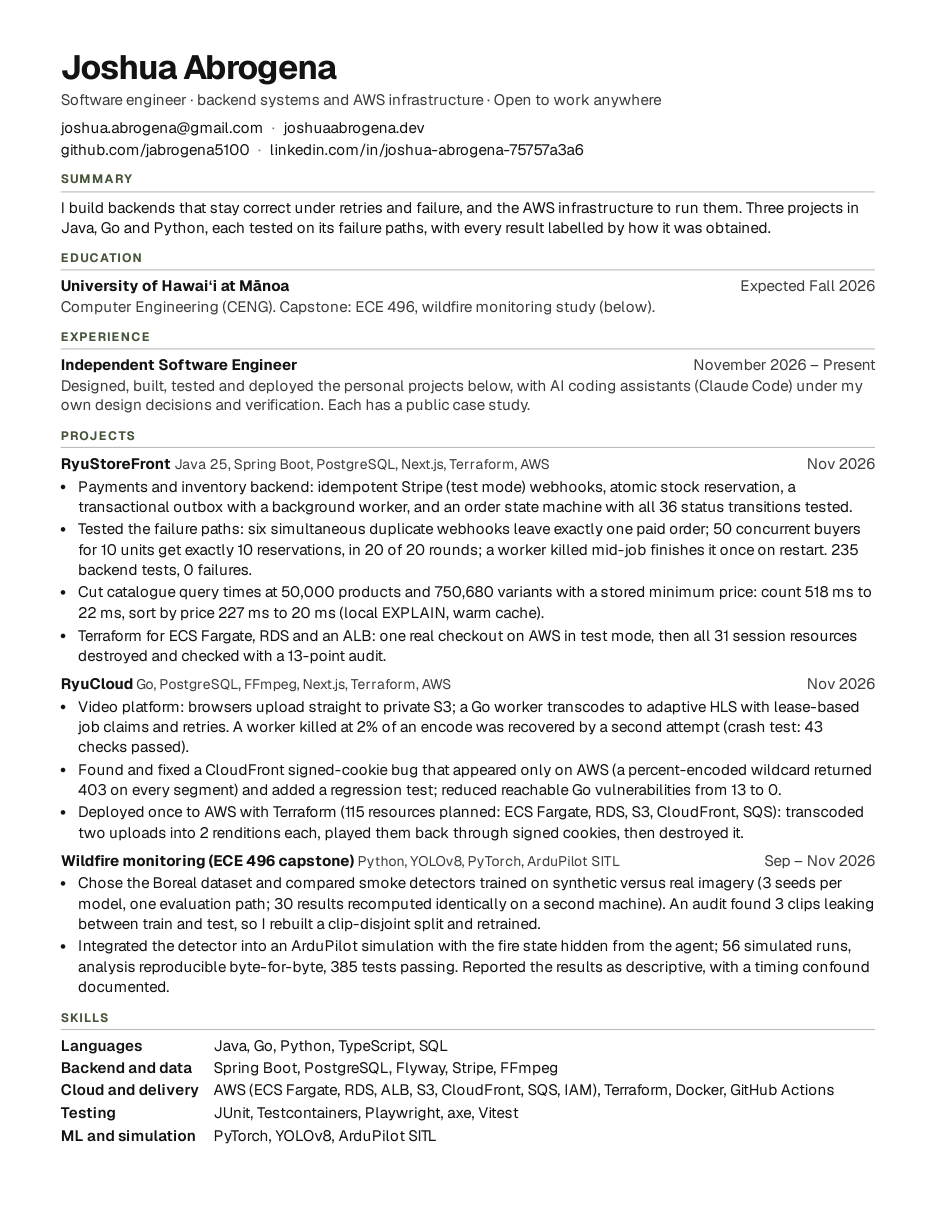 Joshua Abrogena
Software engineer · backend systems and AWS infrastructure · Open to work anywhere
joshua.abrogena@gmail.com · joshuaabrogena.dev
github.com/jabrogena5100 · linkedin.com/in/joshua-abrogena-75757a3a6
SUMMARY
I build backends that stay correct under retries and failure, and the AWS infrastructure to run them. Three projects in
Java, Go and Python, each tested on its failure paths, with every result labelled by how it was obtained.
EDUCATION
University of Hawaiʻi at Mānoa Expected Fall 2026
Computer Engineering (CENG). Capstone: ECE 496, wildfire monitoring study (below).
EXPERIENCE
Independent Software Engineer November 2026 – Present
Designed, built, tested and deployed the personal projects below, with AI coding assistants (Claude Code) under my
own design decisions and verification. Each has a public case study.
PROJECTS
RyuStoreFront Java 25, Spring Boot, PostgreSQL, Next.js, Terraform, AWS Nov 2026
• Payments and inventory backend: idempotent Stripe (test mode) webhooks, atomic stock reservation, a
transactional outbox with a background worker, and an order state machine with all 36 status transitions tested.
• Tested the failure paths: six simultaneous duplicate webhooks leave exactly one paid order; 50 concurrent buyers
for 10 units get exactly 10 reservations, in 20 of 20 rounds; a worker killed mid-job finishes it once on restart. 235
backend tests, 0 failures.
• Cut catalogue query times at 50,000 products and 750,680 variants with a stored minimum price: count 518 ms to
22 ms, sort by price 227 ms to 20 ms (local EXPLAIN, warm cache).
• Terraform for ECS Fargate, RDS and an ALB: one real checkout on AWS in test mode, then all 31 session resources
destroyed and checked with a 13-point audit.
RyuCloud Go, PostgreSQL, FFmpeg, Next.js, Terraform, AWS Nov 2026
• Video platform: browsers upload straight to private S3; a Go worker transcodes to adaptive HLS with lease-based
job claims and retries. A worker killed at 2% of an encode was recovered by a second attempt (crash test: 43
checks passed).
• Found and fixed a CloudFront signed-cookie bug that appeared only on AWS (a percent-encoded wildcard returned
403 on every segment) and added a regression test; reduced reachable Go vulnerabilities from 13 to 0.
• Deployed once to AWS with Terraform (115 resources planned: ECS Fargate, RDS, S3, CloudFront, SQS): transcoded
two uploads into 2 renditions each, played them back through signed cookies, then destroyed it.
Wildfire monitoring (ECE 496 capstone) Python, YOLOv8, PyTorch, ArduPilot SITL Sep – Nov 2026
• Chose the Boreal dataset and compared smoke detectors trained on synthetic versus real imagery (3 seeds per
model, one evaluation path; 30 results recomputed identically on a second machine). An audit found 3 clips leaking
between train and test, so I rebuilt a clip-disjoint split and retrained.
• Integrated the detector into an ArduPilot simulation with the fire state hidden from the agent; 56 simulated runs,
analysis reproducible byte-for-byte, 385 tests passing. Reported the results as descriptive, with a timing confound
documented.
SKILLS
Languages Java, Go, Python, TypeScript, SQL
Backend and data Spring Boot, PostgreSQL, Flyway, Stripe, FFmpeg
Cloud and delivery AWS (ECS Fargate, RDS, ALB, S3, CloudFront, SQS, IAM), Terraform, Docker, GitHub Actions
Testing JUnit, Testcontainers, Playwright, axe, Vitest
ML and simulation PyTorch, YOLOv8, ArduPilot SITL